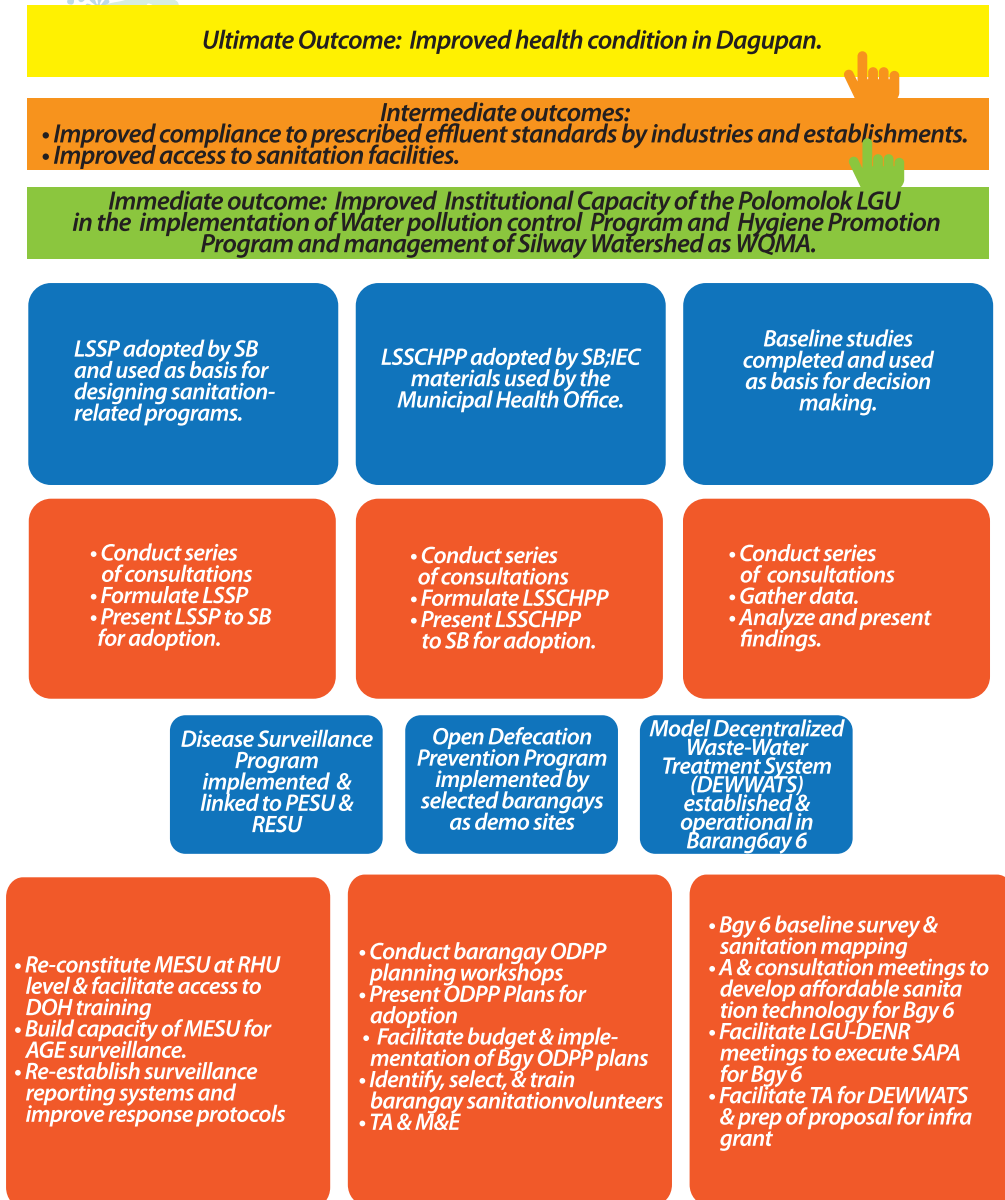 Ultimate Outcome: Improved health condition in Dagupan.
Intermediate outcomes:
• Improved compliance to prescribed effluent standards by industries and establishments.
• Improved access to sanitation facilities.
Immediate outcome: Improved Institutional Capacity of the Polomolok LGU
in the implementation of Water pollution control Program and Hygiene Promotion
Program and management of Silway Watershed as WQMA.
LSSP adopted by SB
and used as basis for
designing sanitation-
related programs.
LSSCHPP adopted by SB;IEC
materials used by the
Municipal Health Office.
Baseline studies
completed and used
as basis for decision
making.
• Conduct series
of consultations
• Formulate LSSP
• Present LSSP to SB
for adoption.
• Conduct series
of consultations
• Formulate LSSCHPP
• Present LSSCHPP
to SB for adoption.
• Conduct series
of consultations
• Gather data.
• Analyze and present
findings.
Disease Surveillance
Program
implemented &
linked to PESU &
RESU
Open Defecation
Prevention Program
implemented by
selected barangays
as demo sites
Model Decentralized
Waste-Water
Treatment System
(DEWWATS)
established &
operational in
Barang6ay 6
• Re-constitute MESU at RHU
level & facilitate access to
DOH training
• Build capacity of MESU for
AGE surveillance.
• Re-establish surveillance
reporting systems and
improve response protocols
• Conduct barangay ODPP
planning workshops
• Present ODPP Plans for
adoption
• Facilitate budget & imple-
mentation of Bgy ODPP plans
• Identify, select, & train
barangay sanitationvolunteers
• TA & M&E
• Bgy 6 baseline survey &
sanitation mapping
• A & consultation meetings to
develop affordable sanita
tion technology for Bgy 6
• Facilitate LGU-DENR
meetings to execute SAPA
for Bgy 6
• Facilitate TA for DEWWATS
& prep of proposal for infra
grant